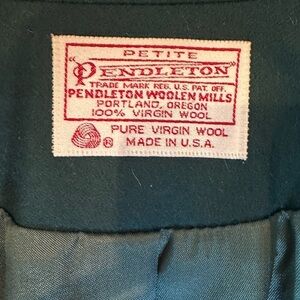 PETITE
"PENDLETON"
TRADE MARK REG. U.S. PAT. OFF.
PENDLETON WOOLEN MILLS
PORTLAND, OREGON
100% VIRGIN WOOL
PURE VIRGIN WOOL
MADE IN U.S.A.